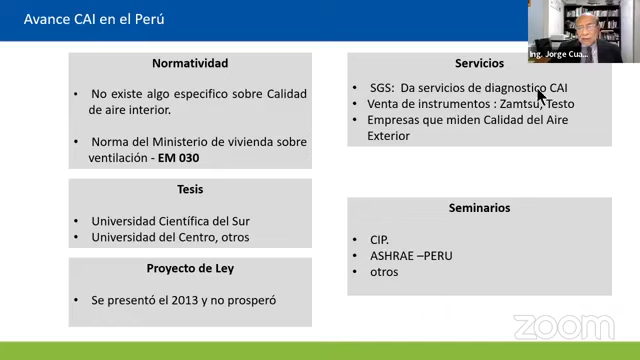 Avance CAI en el Perú
Normatividad
• No existe algo especifico sobre Calidad
de aire interior.
• Norma del Ministerio de vivienda sobre
ventilación - EM 030
Tesis
• Universidad Científica del Sur
• Universidad del Centro, otros
Proyecto de Ley
• Se presentó el 2013 y no prosperó
Servicios
• SGS: Da servicios de diagnostico CAI
• Venta de instrumentos : Zamtsu, Testo
• Empresas que miden Calidad del Aire
Exterior
Seminarios
• CIP.
• ASHRAE –PERU
• otros
Ing. Jorge Cua...
zoom